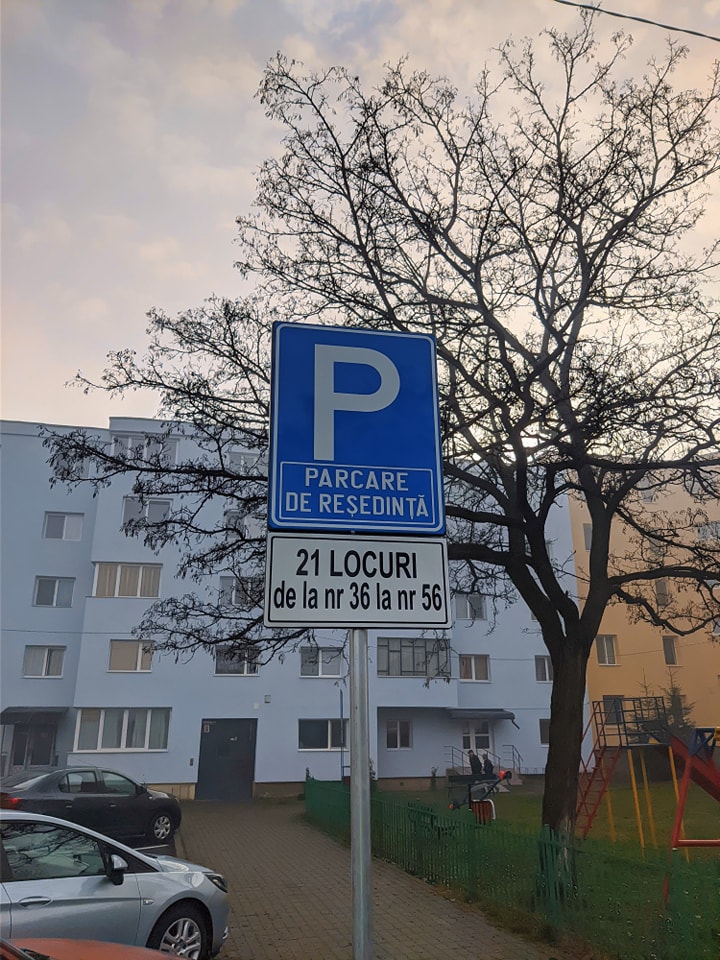 P
PARCARE
DE REȘEDINȚĂ
21 LOCURI
de la nr 36 la nr 56